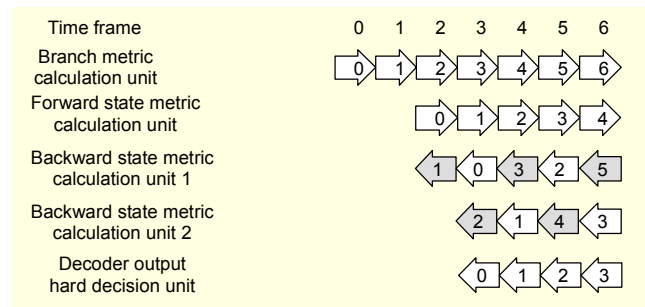 Time frame 0 1 2 3 4 5 6
Branch metric
calculation unit
0 1 2 3 4 5 6
Forward state metric
calculation unit
0 1 2 3 4
Backward state metric
calculation unit 1
1 0 3 2 5
Backward state metric
calculation unit 2
2 1 4 3
Decoder output
hard decision unit
0 1 2 3